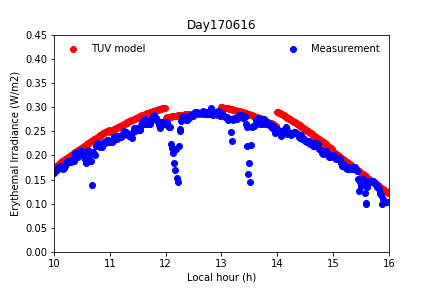 Day170616
TUV model
Measurement
Erythemal Irradiance (W/m2)
0.45
0.40
0.35
0.30
0.25
0.20
0.15
0.10
0.05
0.00
10 11 12 13 14 15 16
Local hour (h)